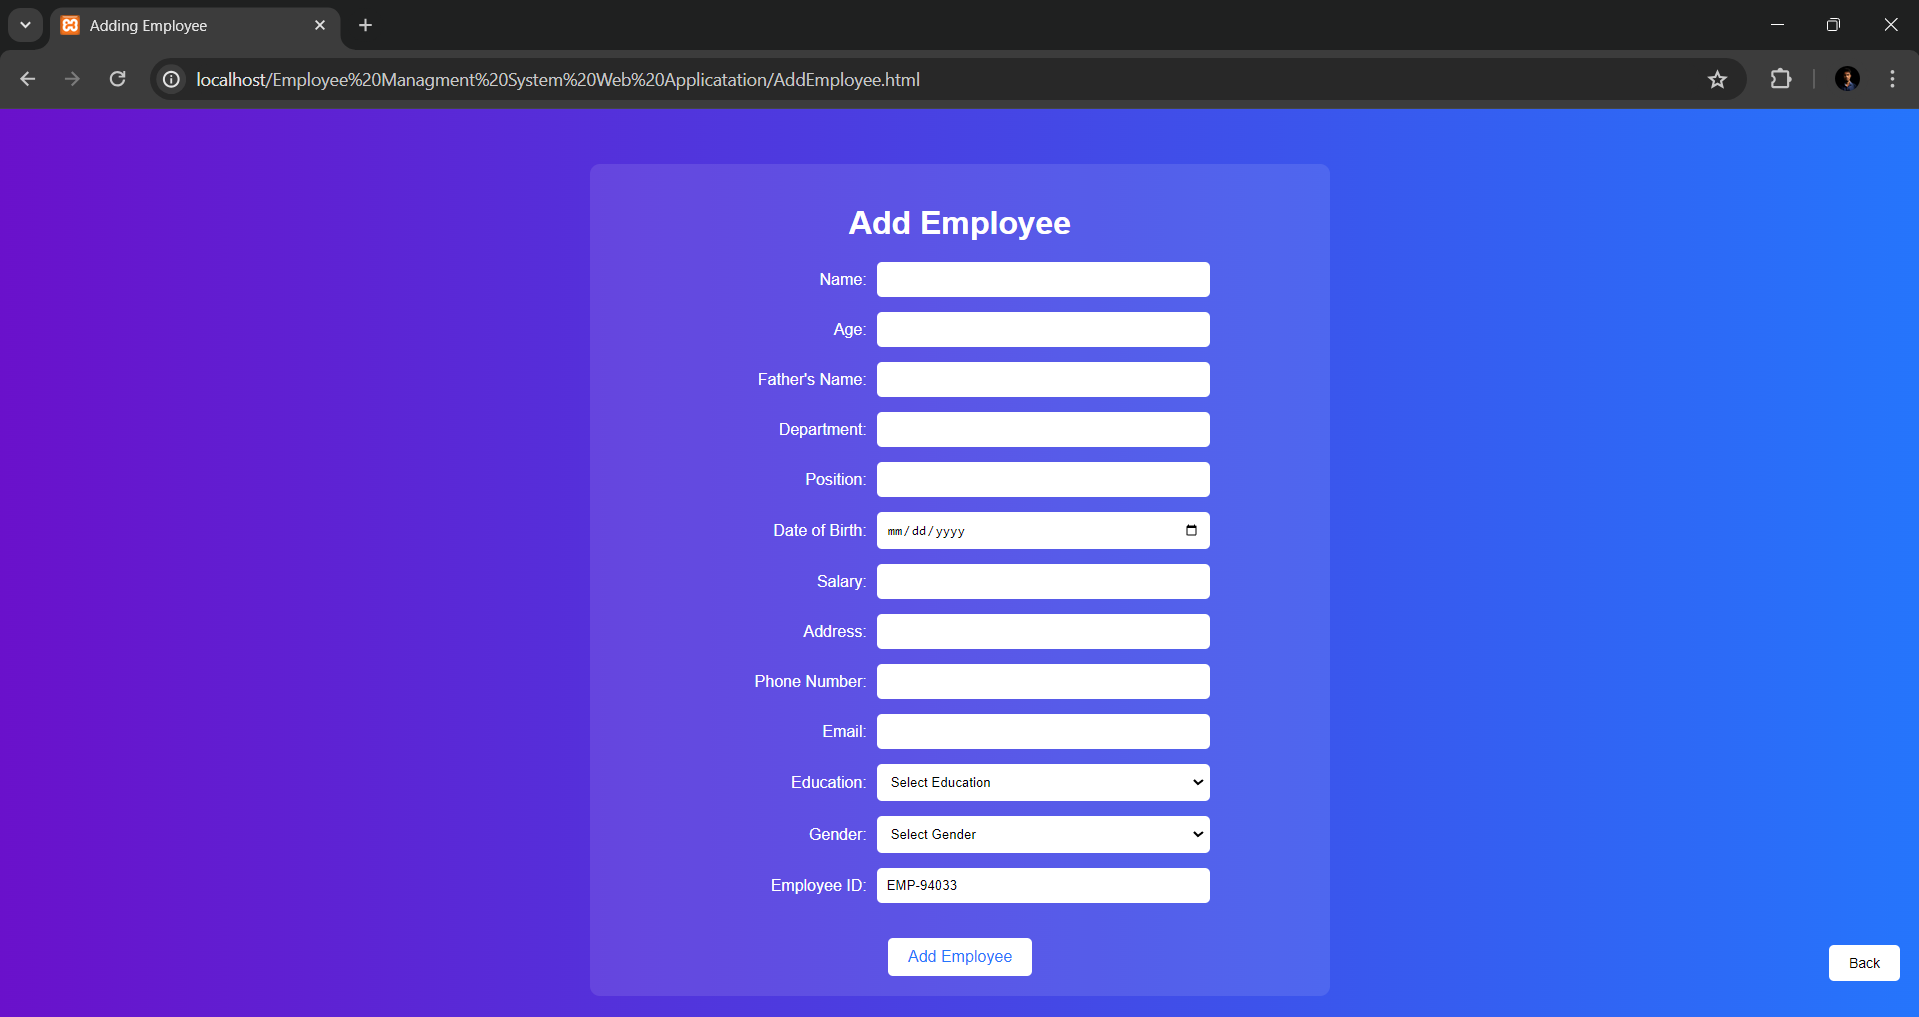 Adding Employee
localhost/Employee%20Managment%20System%20Web%20Applicatation/AddEmployee.html
Add Employee
Name:
Age:
Father's Name:
Department:
Position:
Date of Birth: mm/dd/yyyy
Salary:
Address:
Phone Number:
Email:
Education: Select Education
Gender: Select Gender
Employee ID: EMP-94033
Add Employee
Back